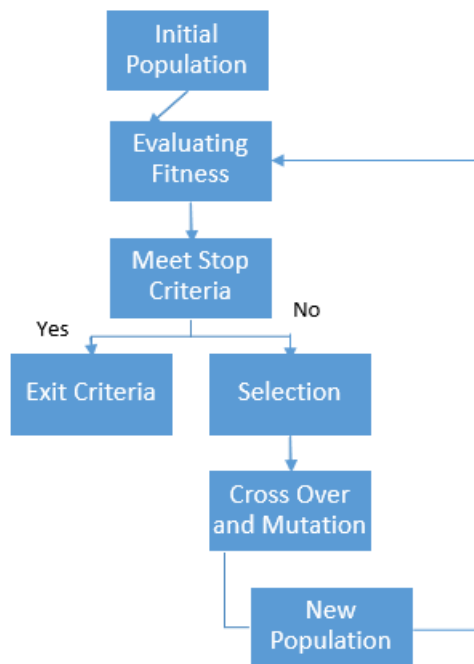 Initial
Population
Evaluating
Fitness
Meet Stop
Criteria
Yes
No
Exit Criteria
Selection
Cross Over
and Mutation
New
Population